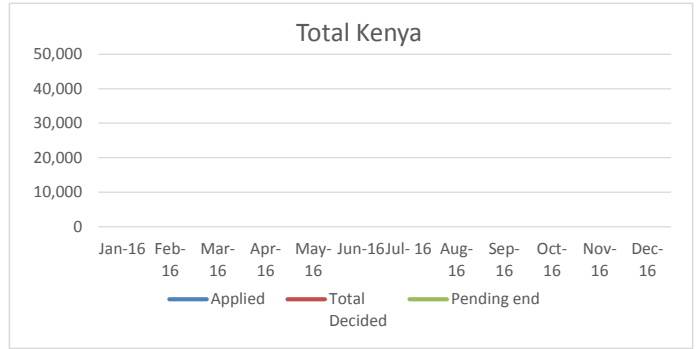 Total Kenya
50,000
40,000
30,000
20,000
10,000
0
Jan-16 Feb-16 Mar-16 Apr-16 May-16 Jun-16 Jul- 16 Aug-16 Sep-16 Oct-16 Nov-16 Dec-16
Applied Total Decided Pending end